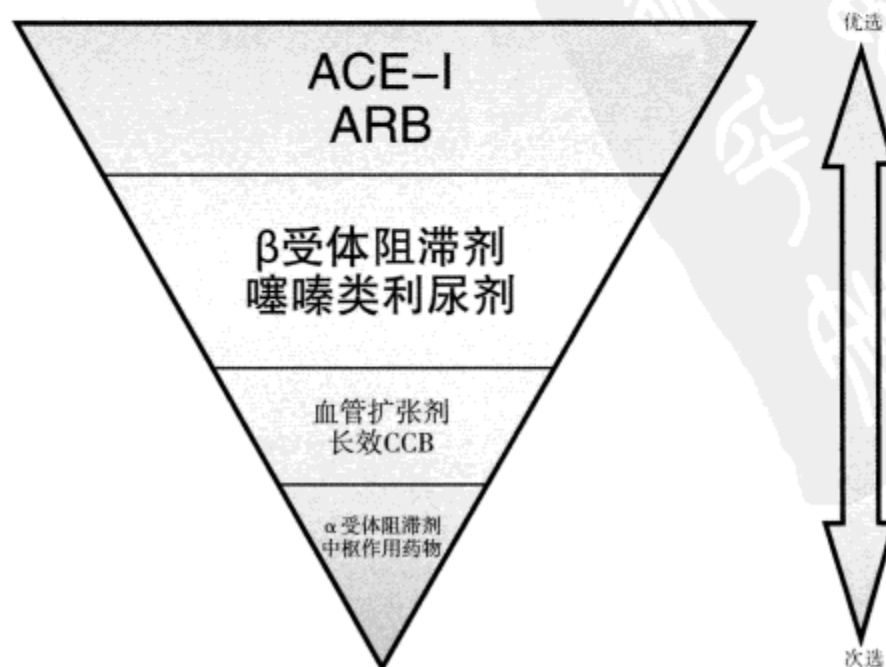 优选
ACE-I
ARB
β受体阻滞剂
噻嗪类利尿剂
血管扩张剂
长效CCB
α受体阻滞剂
中枢作用药物
次选